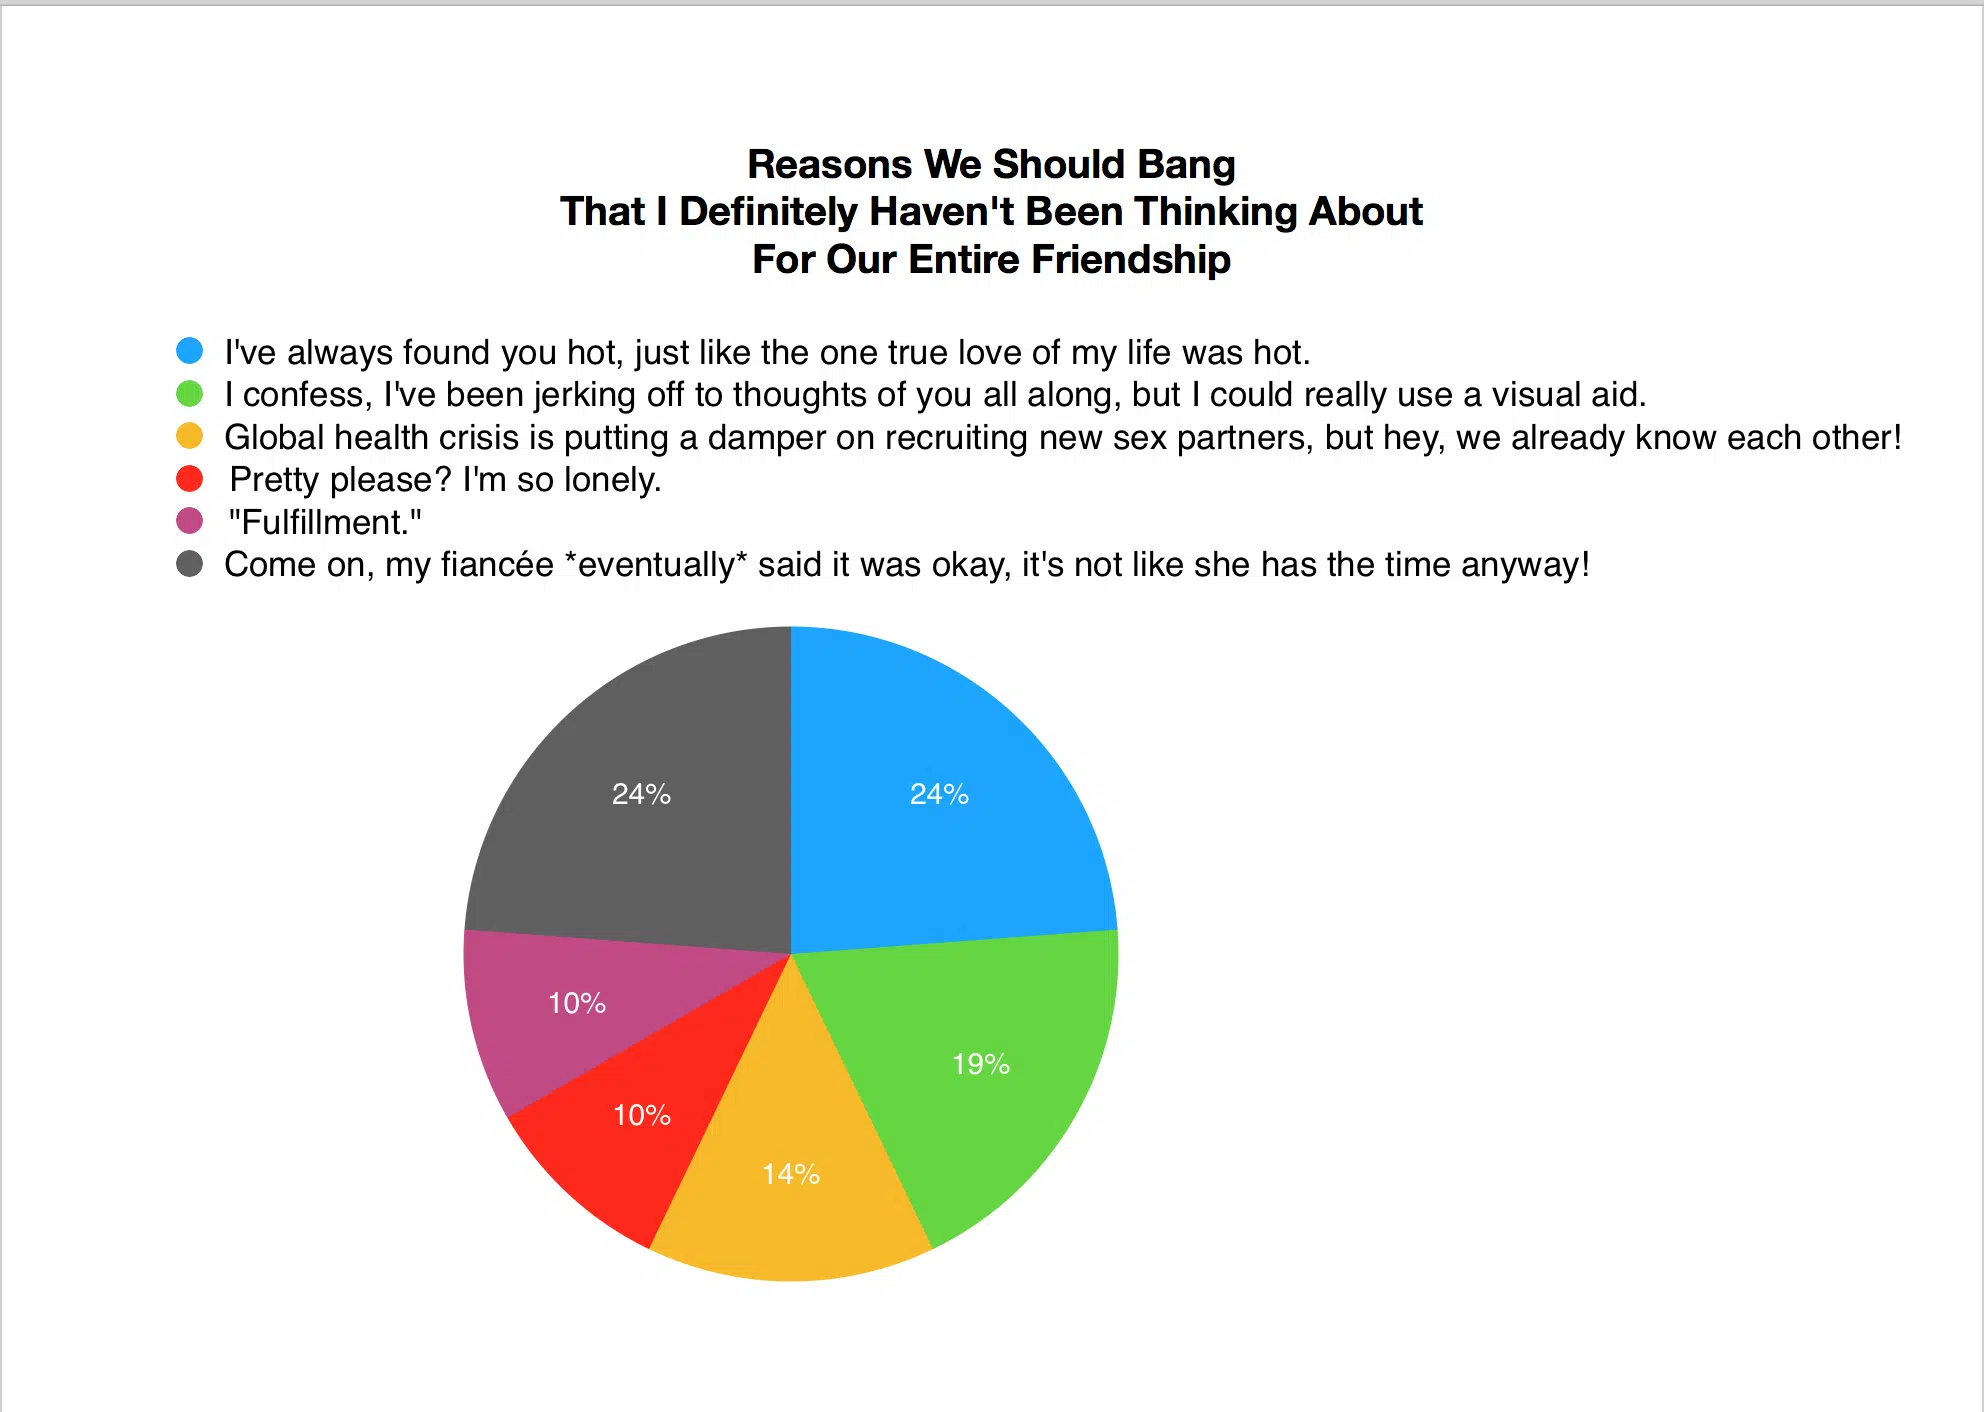 Reasons We Should Bang
That I Definitely Haven't Been Thinking About
For Our Entire Friendship
I've always found you hot, just like the one true love of my life was hot.
I confess, I've been jerking off to thoughts of you all along, but I could really use a visual aid.
Global health crisis is putting a damper on recruiting new sex partners, but hey, we already know each other!
Pretty please? I'm so lonely.
"Fulfillment."
Come on, my fiancée *eventually* said it was okay, it's not like she has the time anyway!
24%
24%
10%
19%
10%
14%